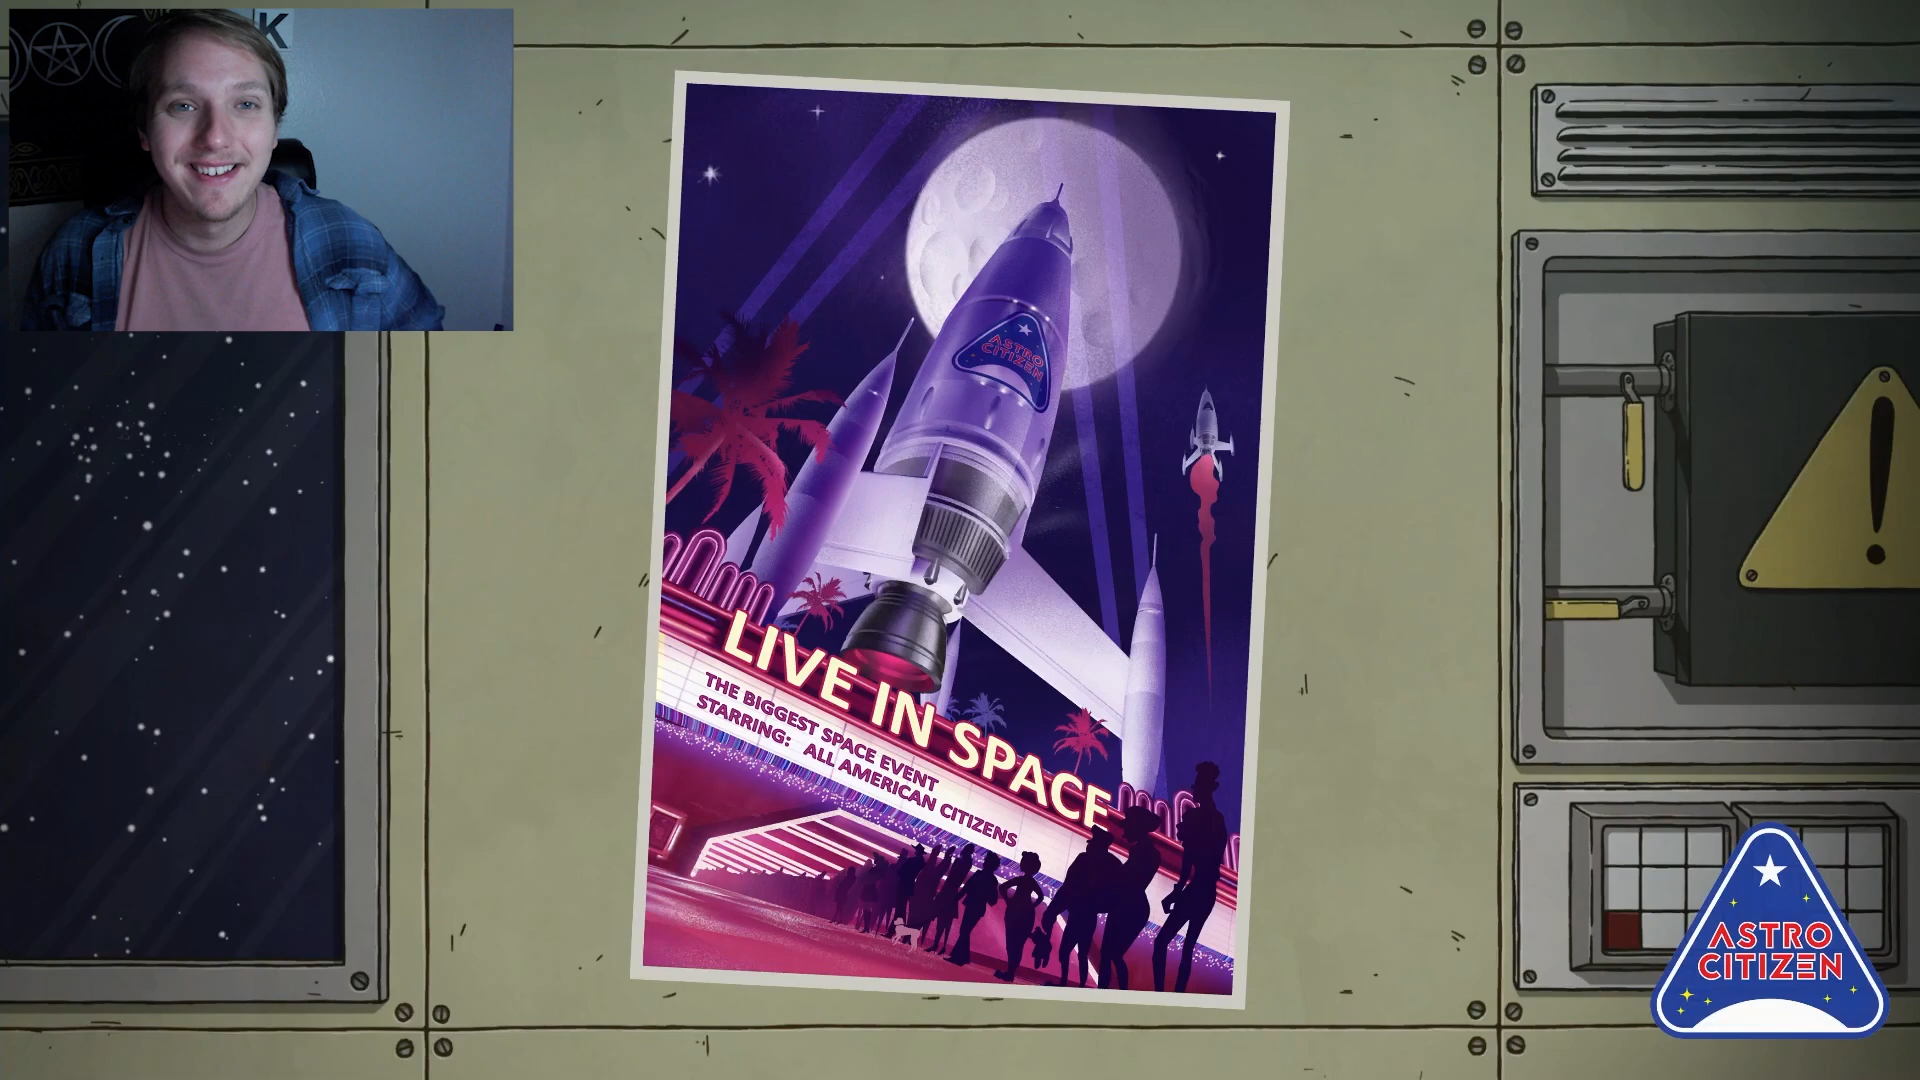 K
ASTRO
CITIZEN
LIVE IN SPACE
THE BIGGEST SPACE EVENT
STARRING: ALL AMERICAN CITIZENS
!
ASTRO
CITIZEN